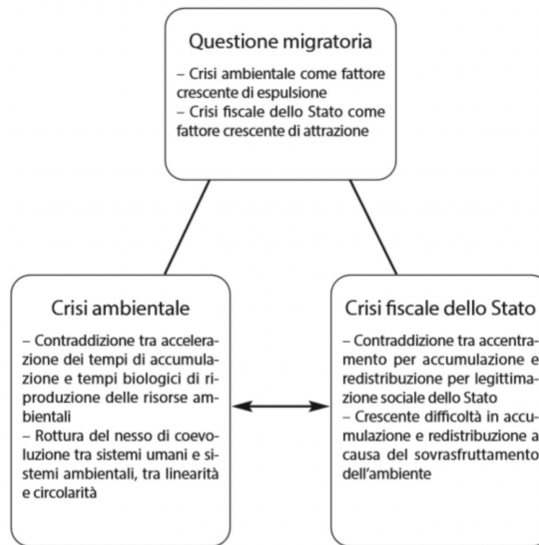 Questione migratoria
– Crisi ambientale come fattore
crescente di espulsione
– Crisi fiscale dello Stato come
fattore crescente di attrazione
Crisi ambientale
– Contraddizione tra accelera-
zione dei tempi di accumula-
zione e tempi biologici di ri-
produzione delle risorse am-
bientali
– Rottura del nesso di coevo-
luzione tra sistemi umani e si-
stemi ambientali, tra linearità
e circolarità
Crisi fiscale dello Stato
– Contraddizione tra accentra-
mento per accumulazione e
redistribuzione per legittima-
zione sociale dello Stato
– Crescente difficoltà in accu-
mulazione e redistribuzione a
causa del sovrasfruttamento
dell'ambiente